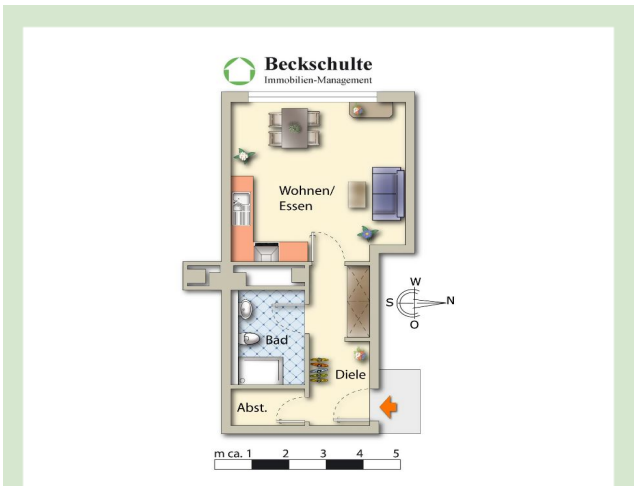 Beckschulte
Immobilien-Management
Wohnen/
Essen
W
S N
O
Bad
Diele
Abst.
m ca. 1 2 3 4 5